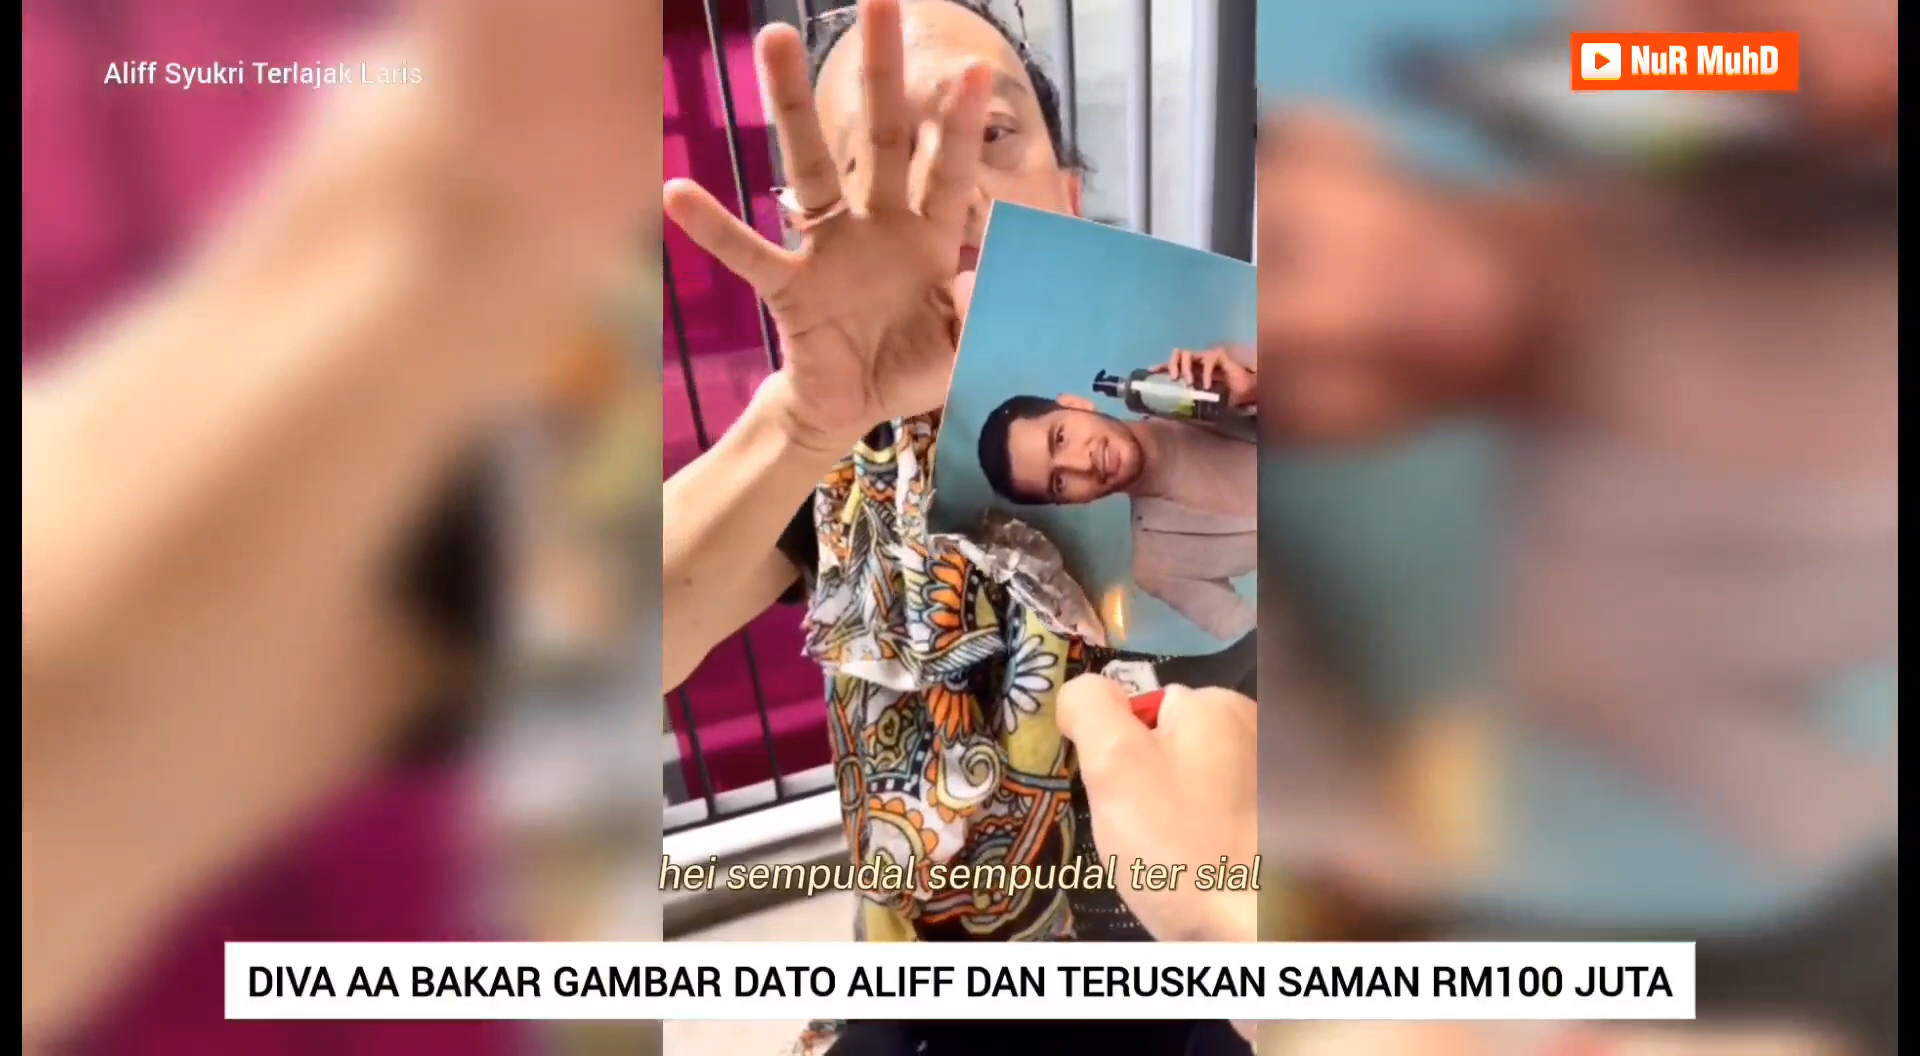 Aliff Syukri Terlajak Laris
NuR MuhD
hei sempudal sempudal ter sial
DIVA AA BAKAR GAMBAR DATO ALIFF DAN TERUSKAN SAMAN RM100 JUTA